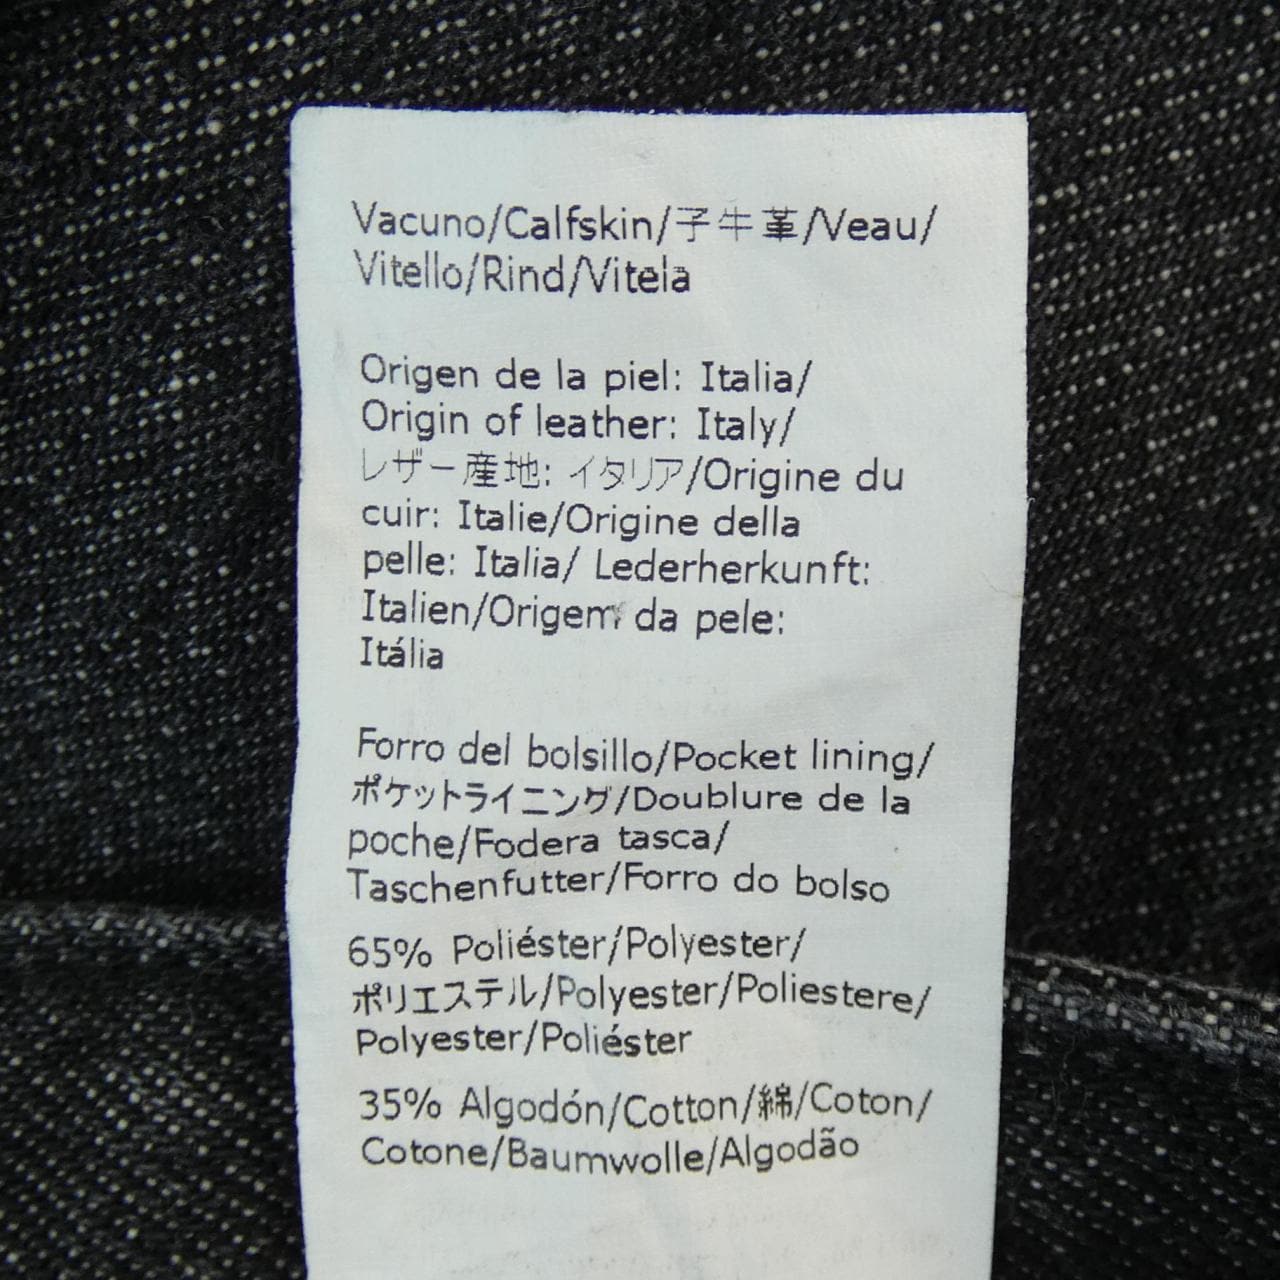 Vacuno/Calfskin/子牛革/Veau/
Vitello/Rind/Vitela
Origen de la piel: Italia/
Origin of leather: Italy/
レザー産地: イタリア/Origine du
cuir: Italie/Origine della
pelle: Italia/ Lederherkunft:
Italien/Origem da pele:
Itália
Forro del bolsillo/Pocket lining/
ポケットライニング/Doublure de la
poche/Fodera tasca/
Taschenfutter/Forro do bolso
65% Poliéster/Polyester/
ポリエステル/Polyester/Poliestere/
Polyester/Poliéster
35% Algodón/Cotton/綿/Coton/
Cotone/Baumwolle/Algodão